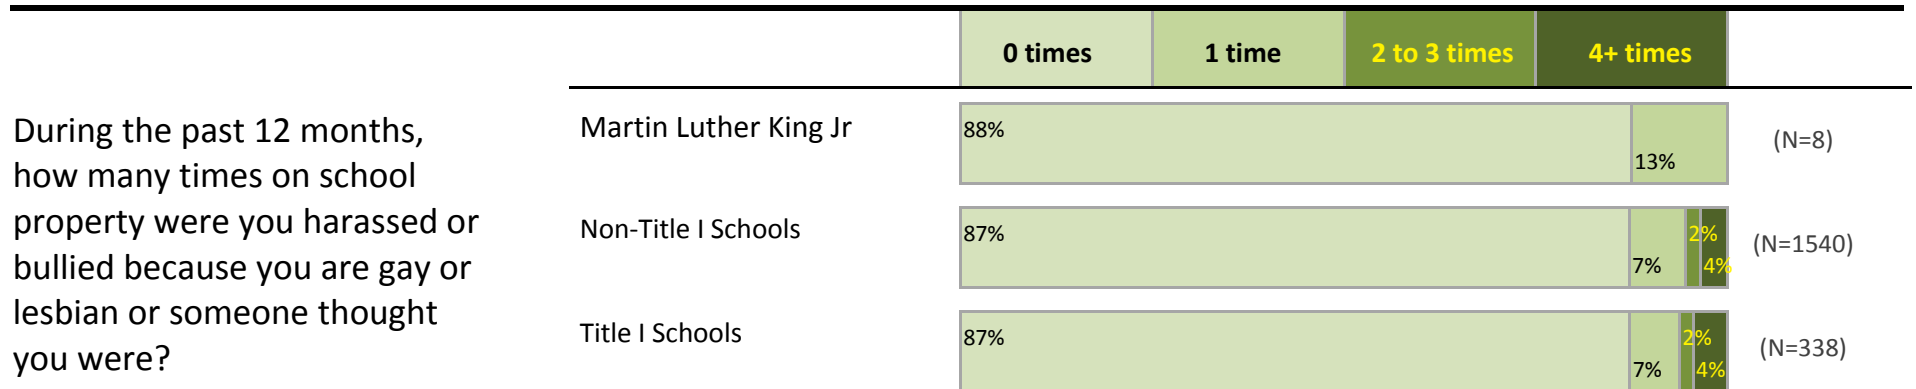 0 times 1 time 2 to 3 times 4+ times
During the past 12 months,
how many times on school
property were you harassed or
bullied because you are gay or
lesbian or someone thought
you were?
Martin Luther King Jr 88% 13% (N=8)
Non-Title I Schools 87% 7% 2% 4% (N=1540)
Title I Schools 87% 7% 2% 4% (N=338)